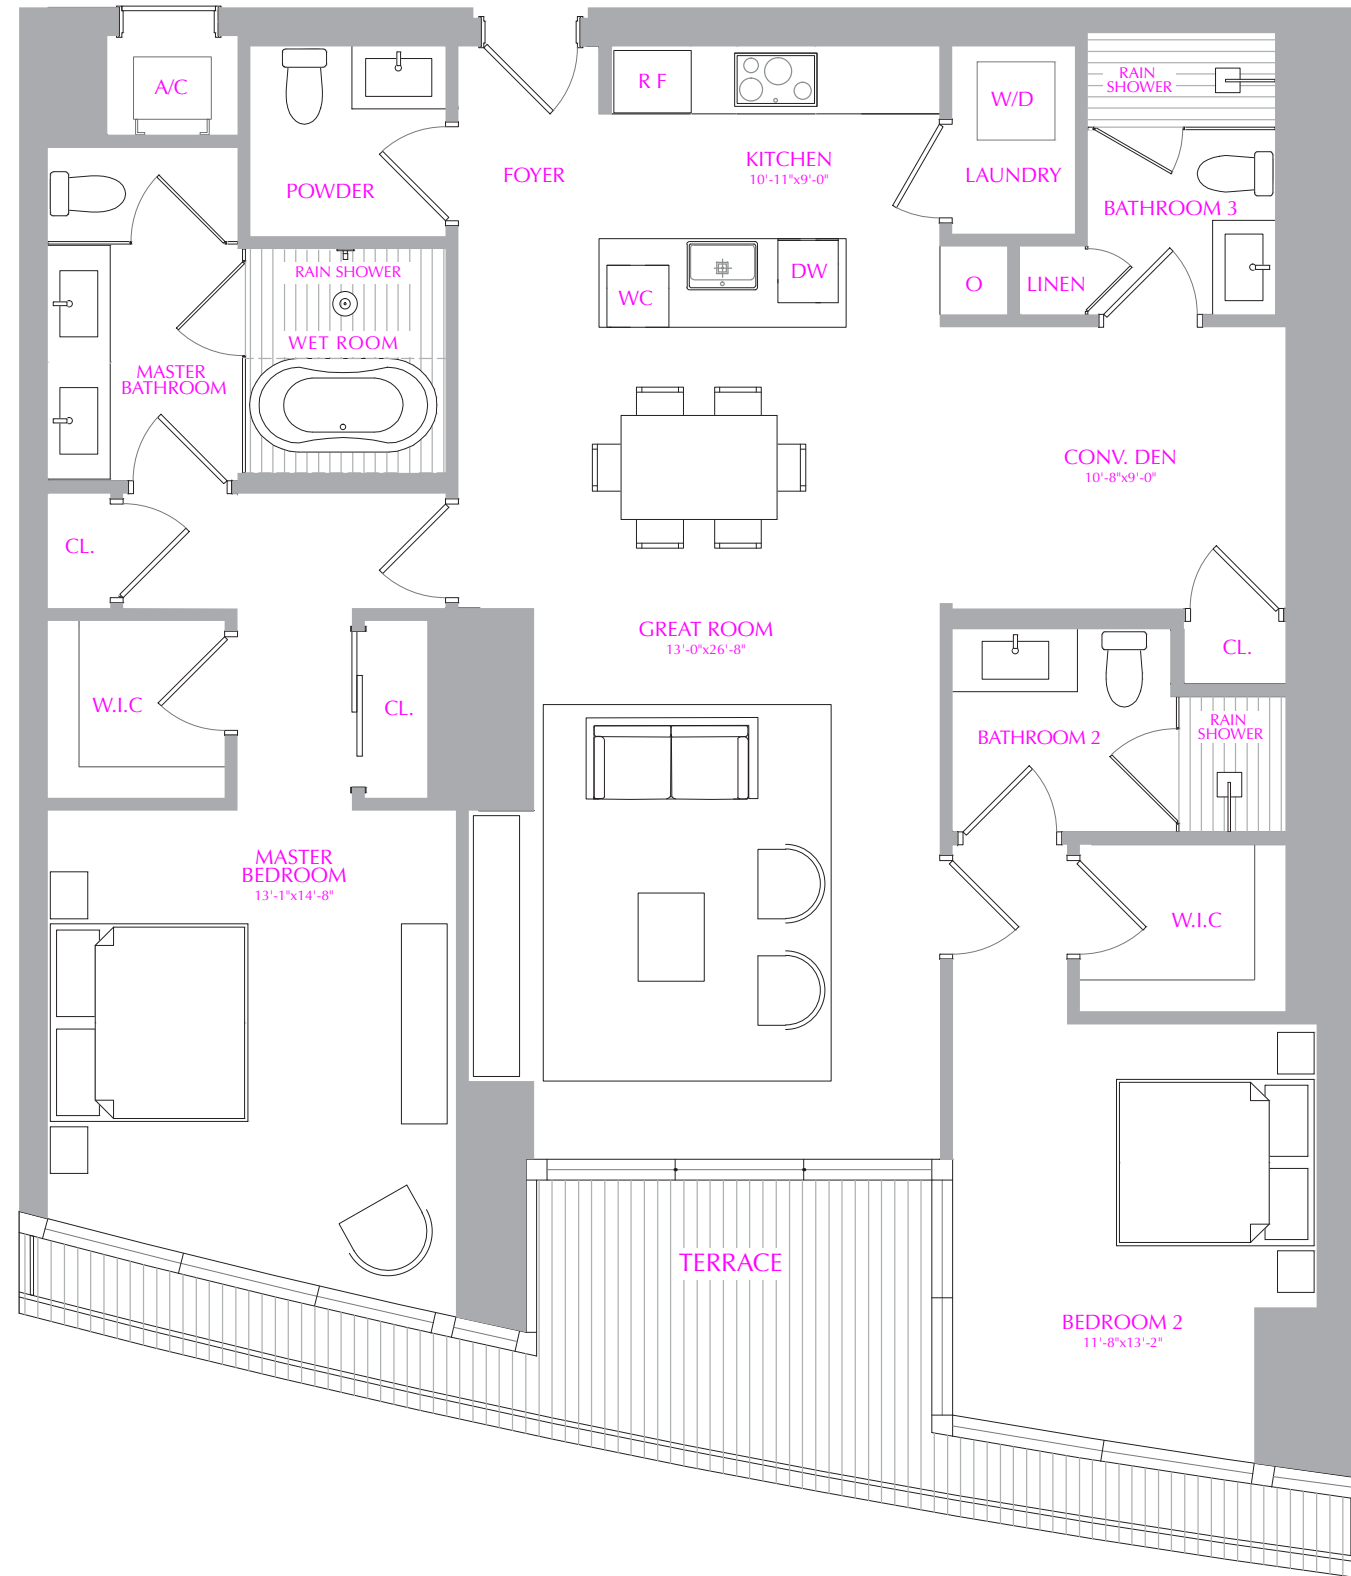 A/C
R F
W/D
RAIN
SHOWER
POWDER
FOYER
KITCHEN
10'-11"x9'-0"
LAUNDRY
BATHROOM 3
RAIN SHOWER
WC
DW
O
LINEN
WET ROOM
MASTER
BATHROOM
CONV. DEN
10'-8"x9'-0"
CL.
GREAT ROOM
13'-0"x26'-8"
CL.
W.I.C
CL.
BATHROOM 2
RAIN
SHOWER
MASTER
BEDROOM
13'-1"x14'-8"
W.I.C
TERRACE
BEDROOM 2
11'-8"x13'-2"